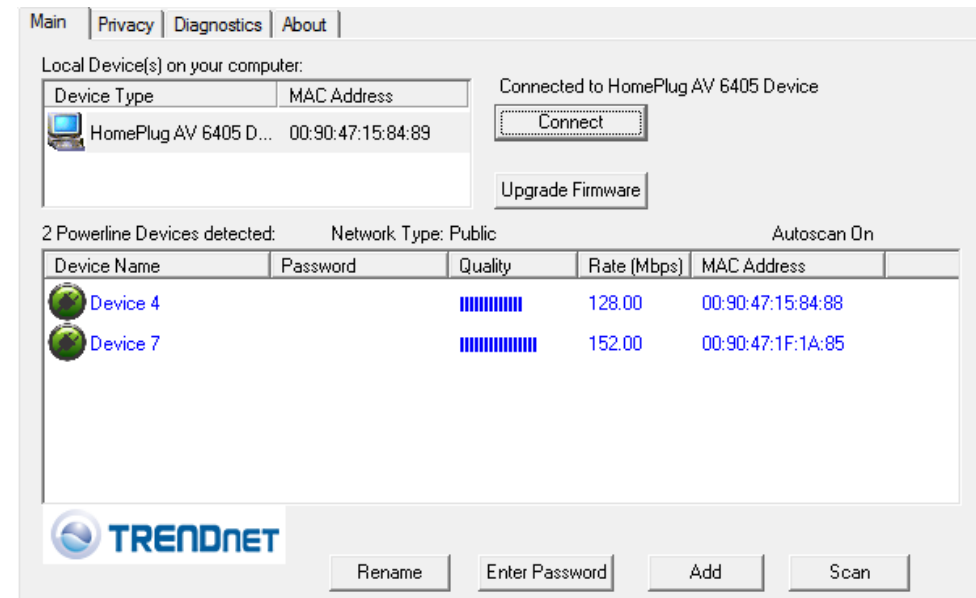 Main Privacy Diagnostics About
Local Device(s) on your computer:
Device Type MAC Address
HomePlug AV 6405 D... 00:90:47:15:84:89
Connected to HomePlug AV 6405 Device
Connect
Upgrade Firmware
2 Powerline Devices detected: Network Type: Public Autoscan On
Device Name Password Quality Rate (Mbps) MAC Address
Device 4 128.00 00:90:47:15:84:88
Device 7 152.00 00:90:47:1F:1A:85
TRENDNET
Rename Enter Password Add Scan